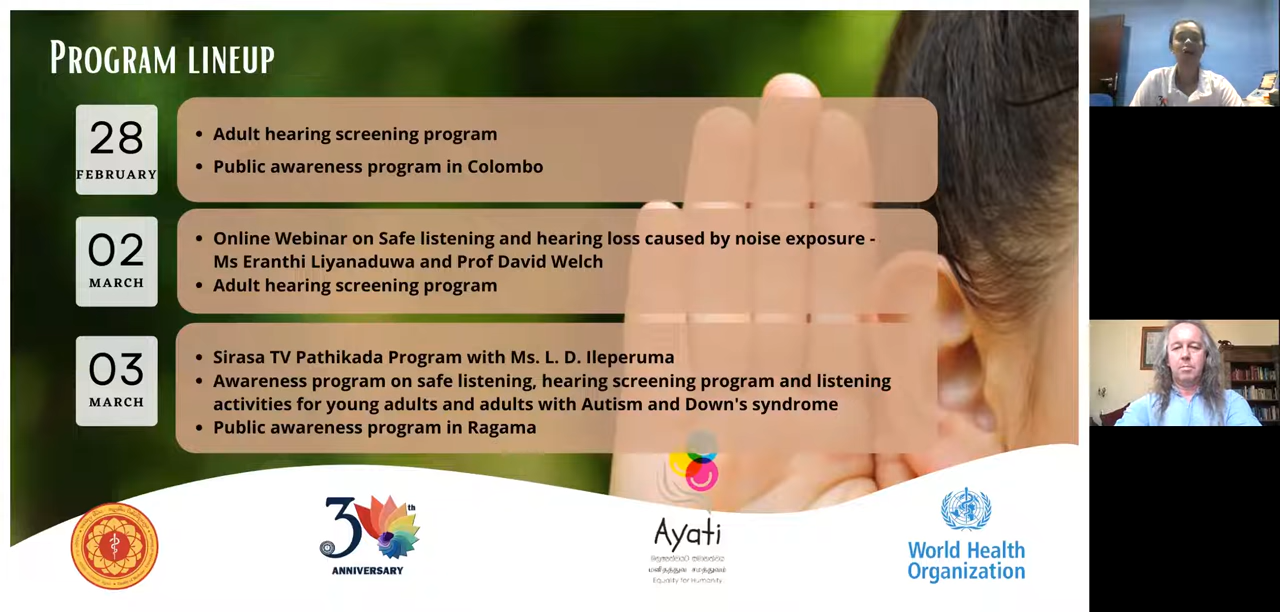 PROGRAM LINEUP
28
FEBRUARY
• Adult hearing screening program
• Public awareness program in Colombo
02
MARCH
• Online Webinar on Safe listening and hearing loss caused by noise exposure -
Ms Eranthi Liyanaduwa and Prof David Welch
• Adult hearing screening program
03
MARCH
• Sirasa TV Pathikada Program with Ms. L. D. Ileperuma
• Awareness program on safe listening, hearing screening program and listening
activities for young adults and adults with Autism and Down's syndrome
• Public awareness program in Ragama
30th
ANNIVERSARY
Ayati
Equality for Humanity
World Health
Organization